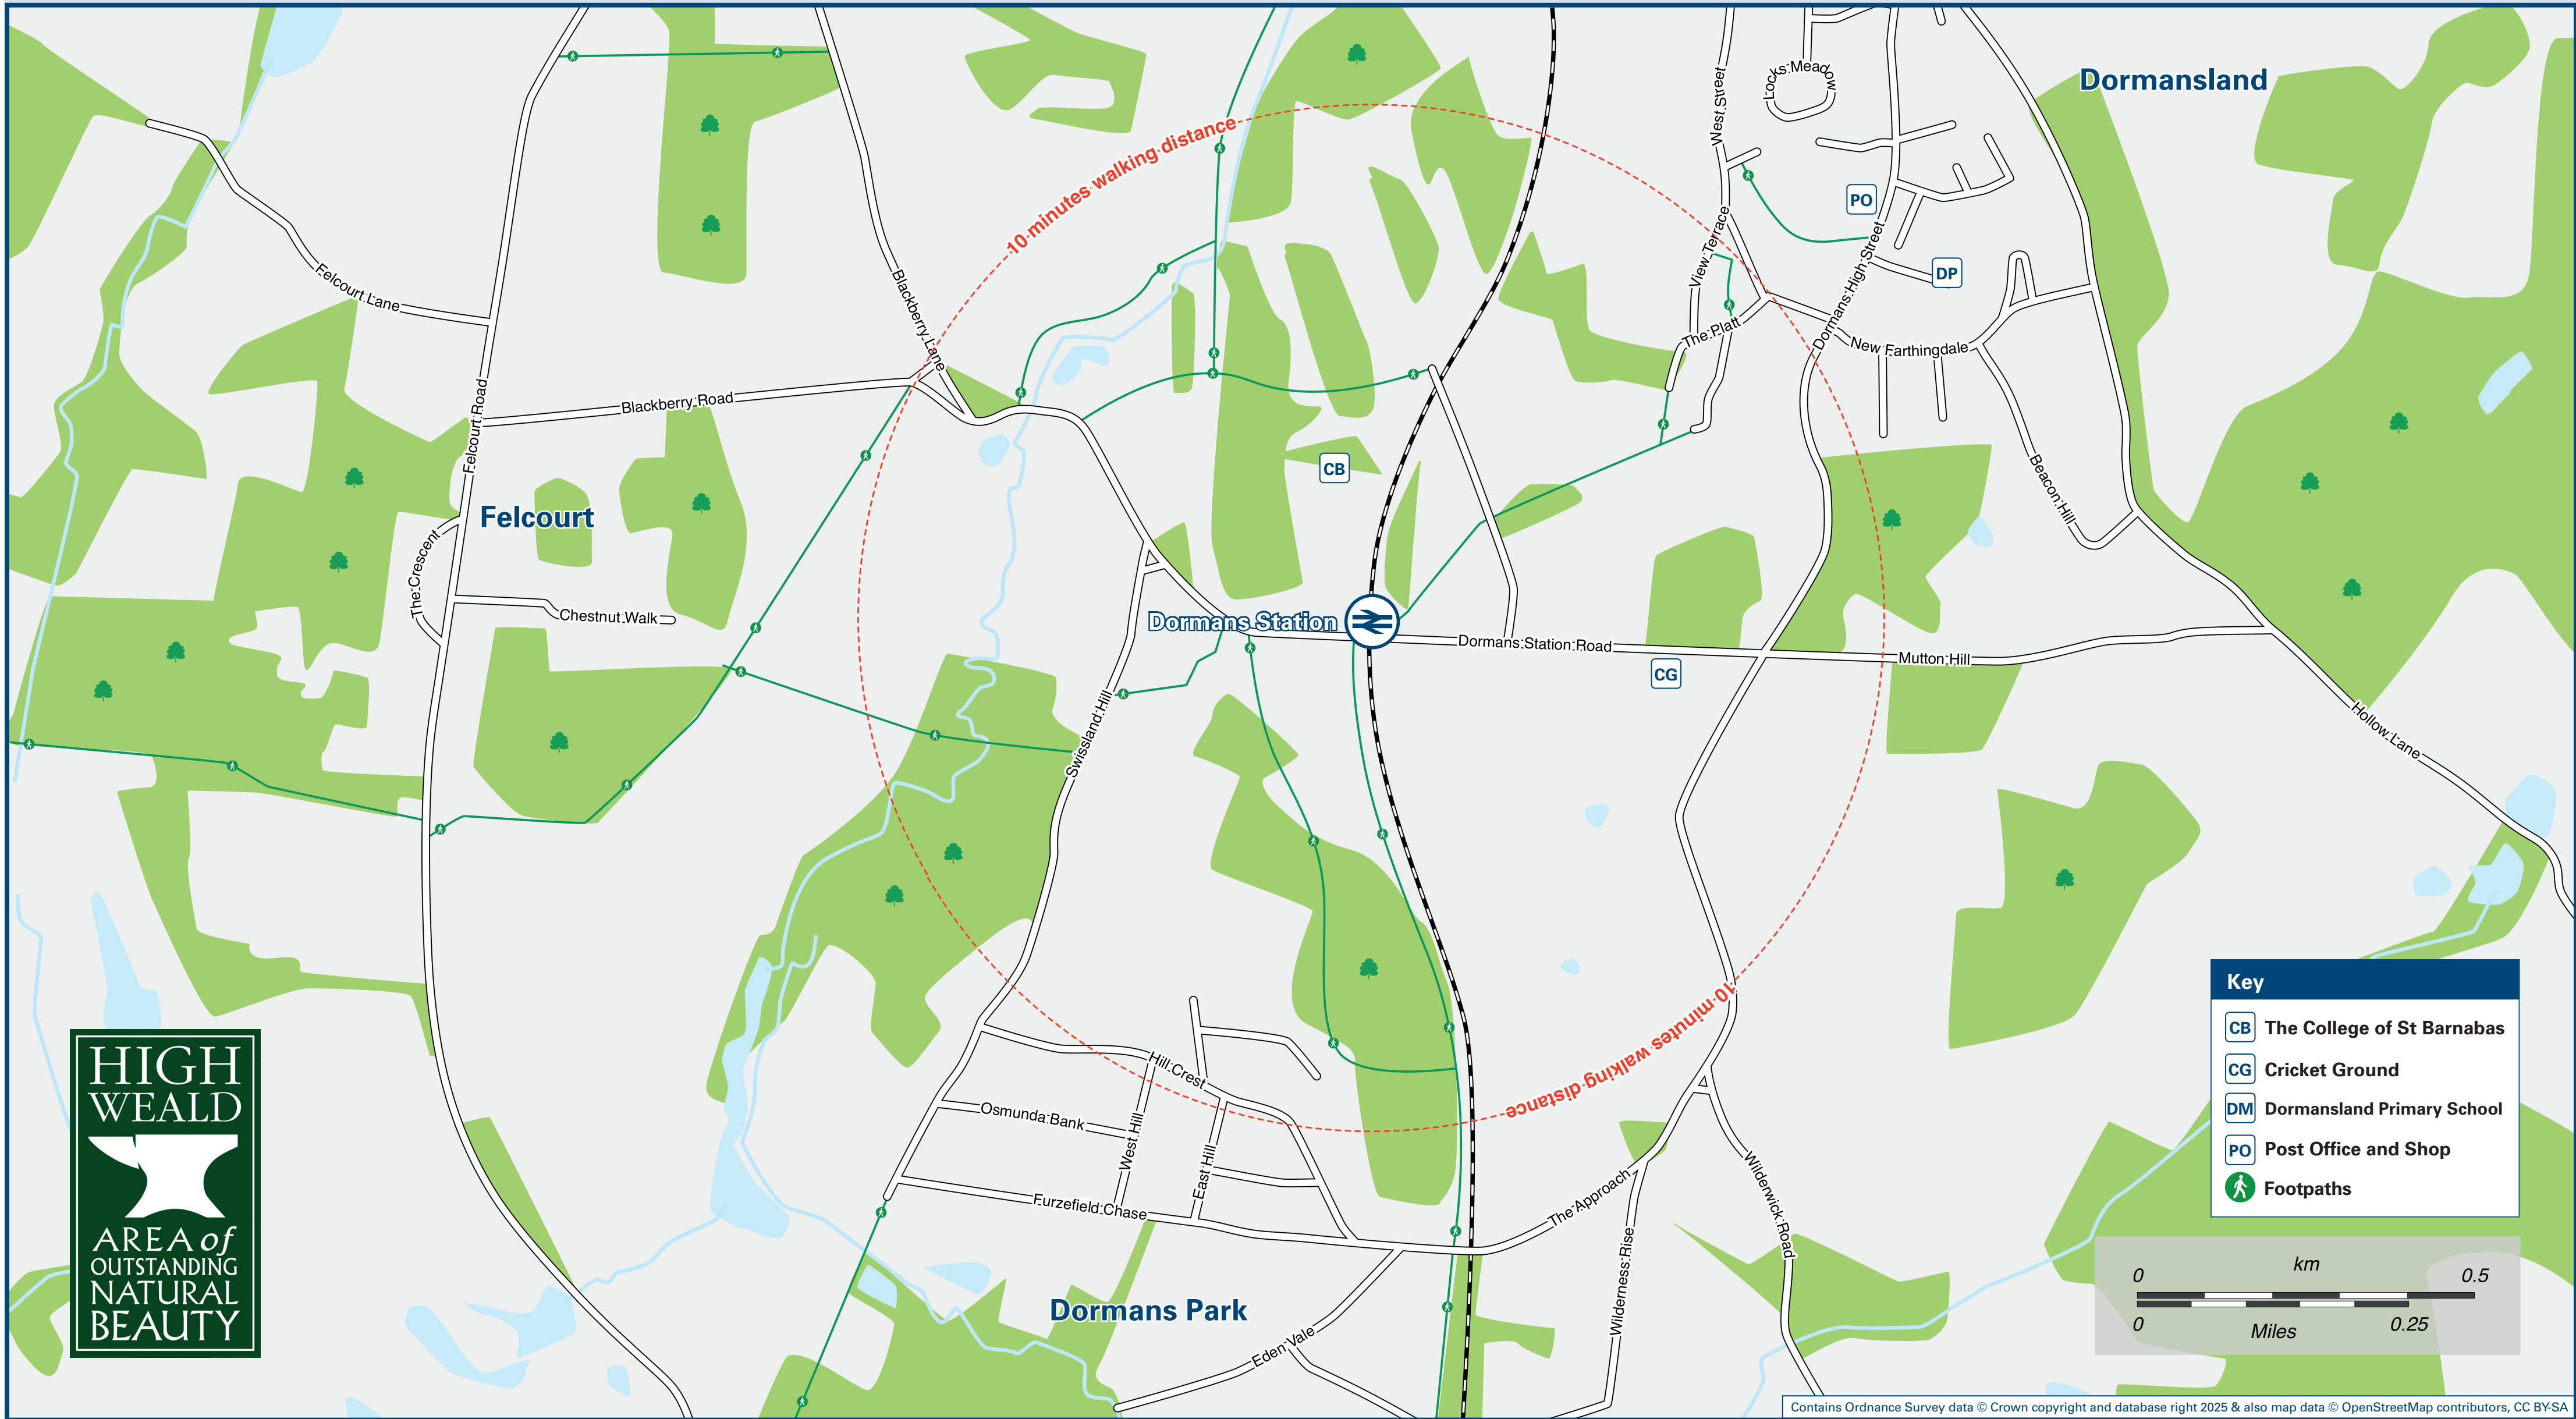 Dormansland
Locks Meadow
West Street
10 minutes walking distance
PO
View Terrace
Dormans High Street
DP
Felcourt Lane
Blackberry Lane
The Platt
New Farthingdale
Blackberry Road
Felcourt Road
CB
Beacon Hill
Felcourt
The Crescent
Chestnut Walk
Dormans Station
Dormans Station Road
Mutton Hill
CG
Swissland Hill
Hollow Lane
10 minutes walking distance
Hill Crest
Osmunda Bank
West Hill
East Hill
Furzefield Chase
The Approach
Wilderwick Road
Wilderness Rise
Dormans Park
Eden Vale
HIGH
WEALD
AREA of
OUTSTANDING
NATURAL
BEAUTY
Key
CB The College of St Barnabas
CG Cricket Ground
DM Dormansland Primary School
PO Post Office and Shop
Footpaths
km
0 0.5
0 0.25
Miles
Contains Ordnance Survey data © Crown copyright and database right 2025 & also map data © OpenStreetMap contributors, CC BY-SA